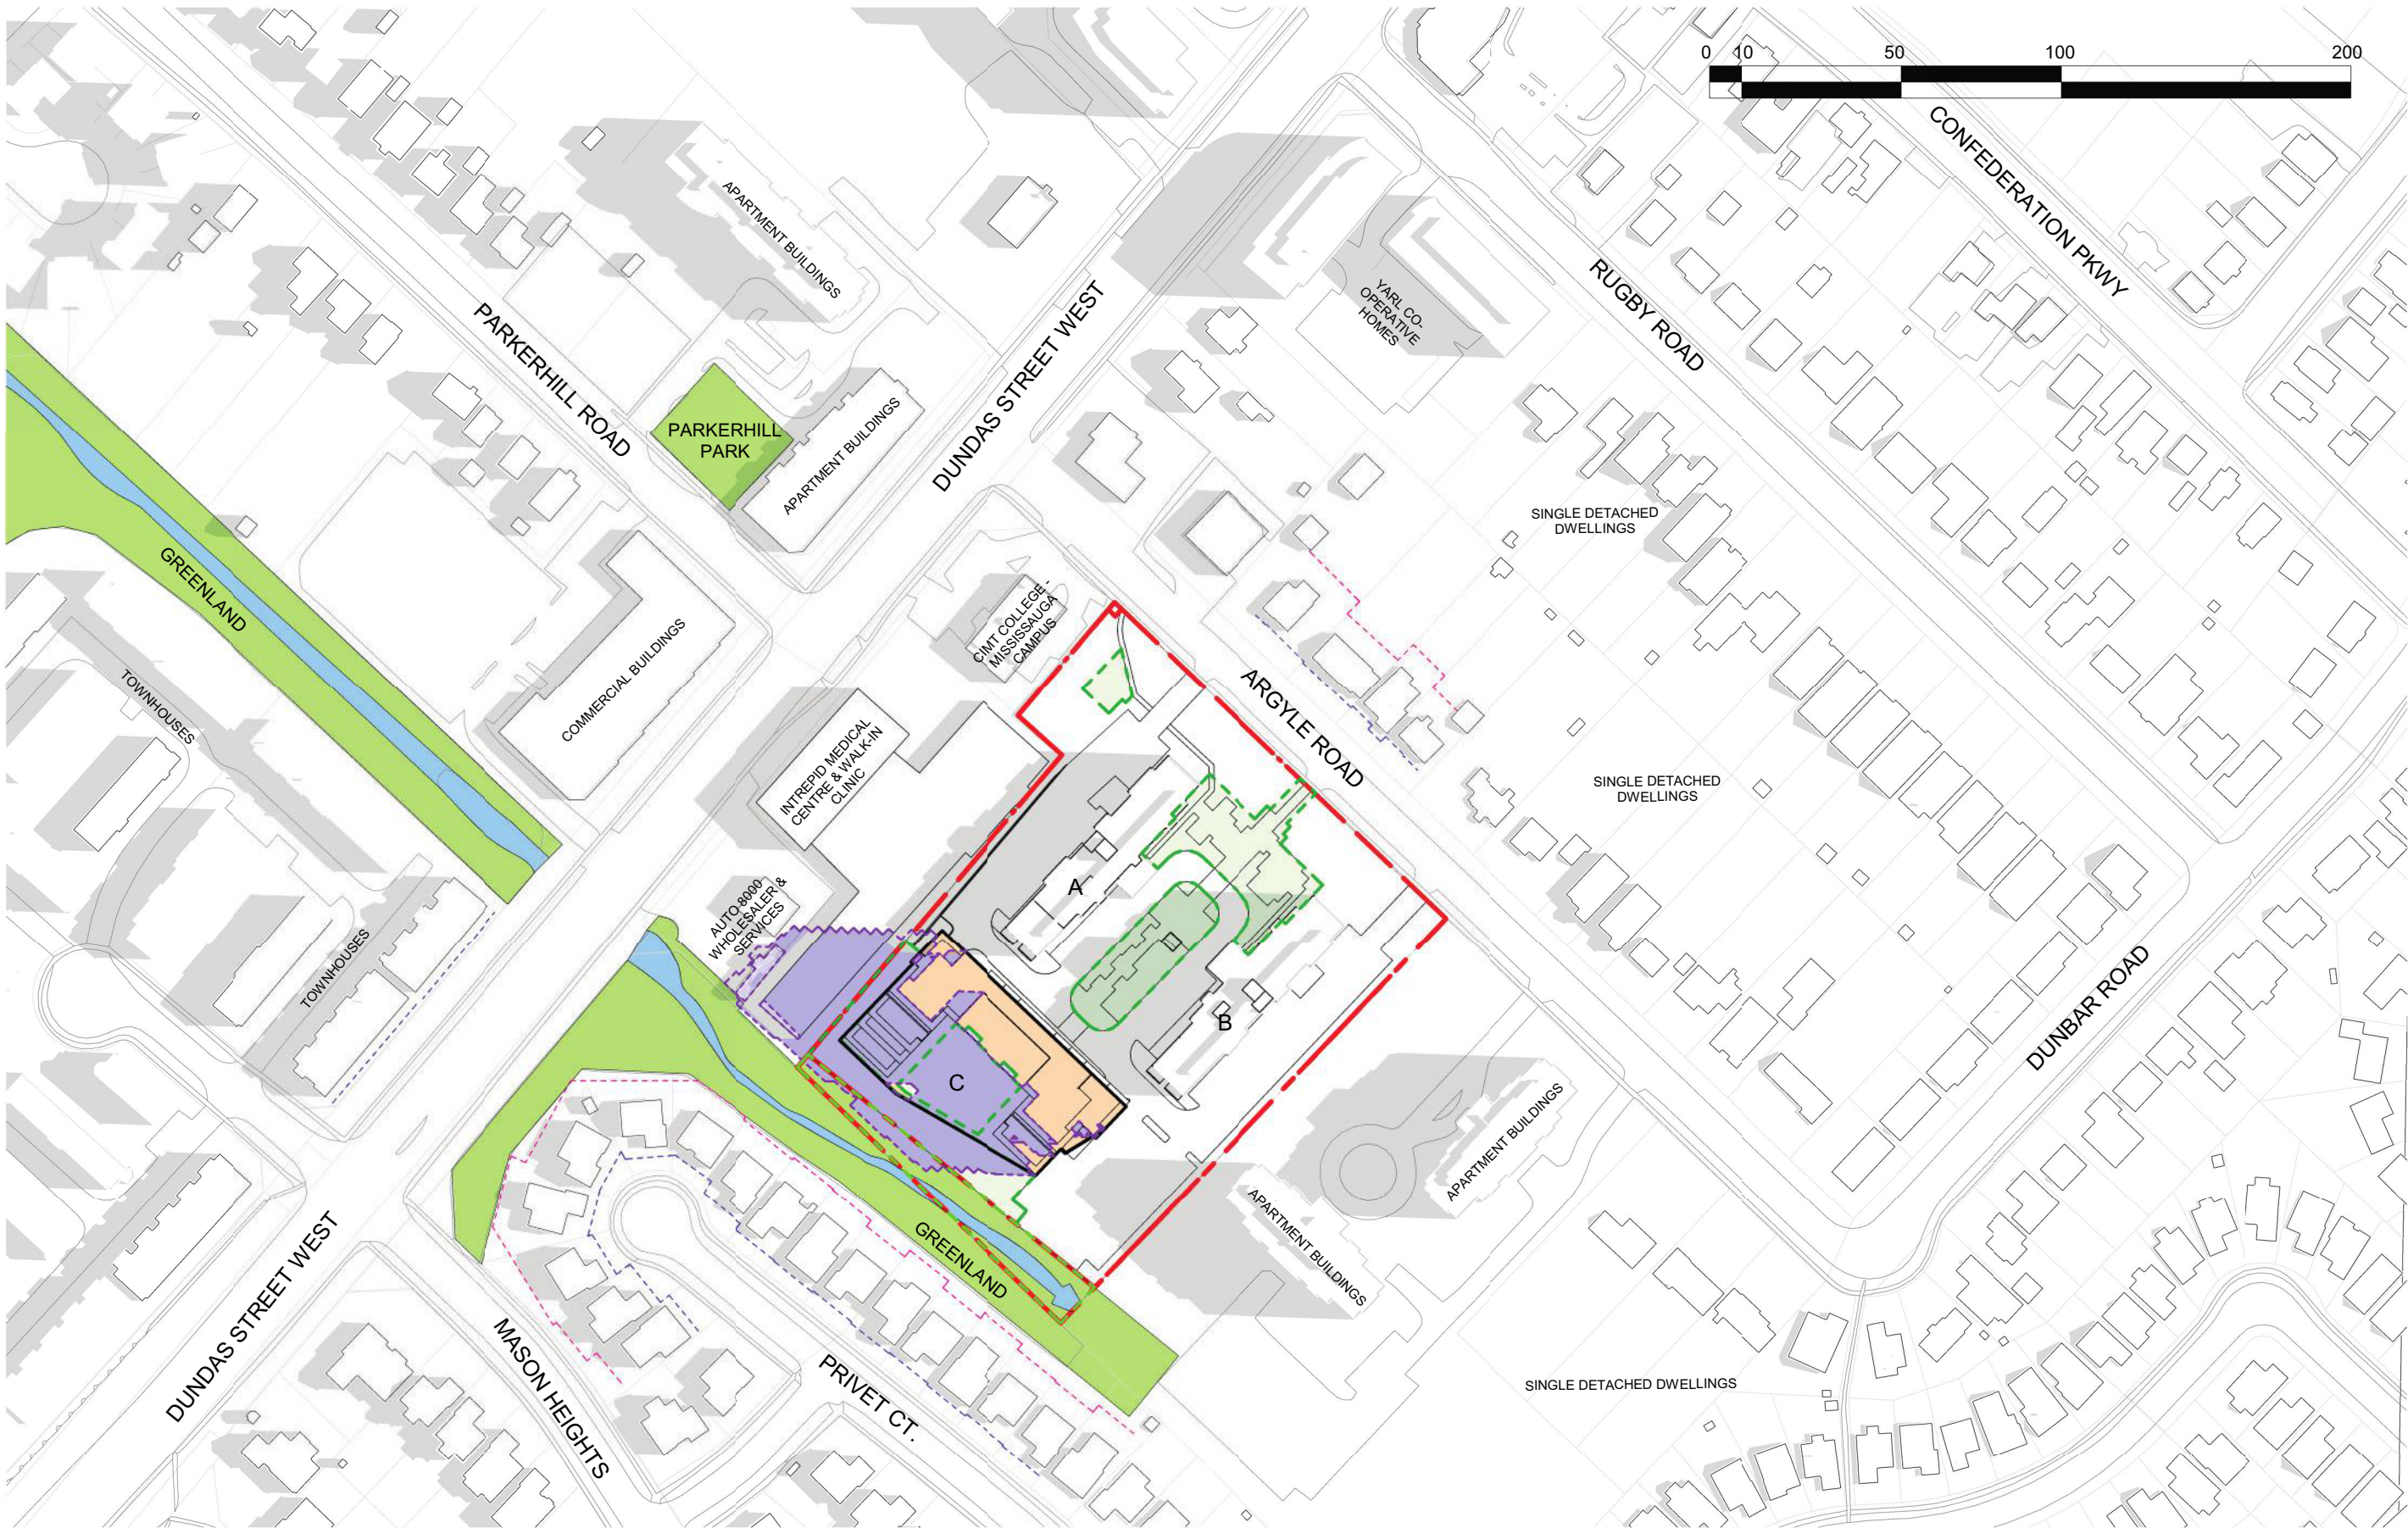 0 10 50 100 200
CONFEDERATION PKWY
APARTMENT BUILDINGS
YARL CO-
OPERATIVE
HOMES
RUGBY ROAD
PARKERHILL ROAD
DUNDAS STREET WEST
PARKERHILL
PARK
APARTMENT BUILDINGS
SINGLE DETACHED
DWELLINGS
GREENLAND
CIMT COLLEGE -
MISSISSAUGA
CAMPUS
COMMERCIAL BUILDINGS
TOWNHOUSES
ARGYLE ROAD
INTREPID MEDICAL
CENTRE & WALK-IN
CLINIC
SINGLE DETACHED
DWELLINGS
A
AUTO-8000
WHOLESALER &
SERVICES
TOWNHOUSES
B
DUNBAR ROAD
C
APARTMENT BUILDINGS
APARTMENT BUILDINGS
GREENLAND
DUNDAS STREET WEST
MASON HEIGHTS
PRIVET CT.
SINGLE DETACHED DWELLINGS